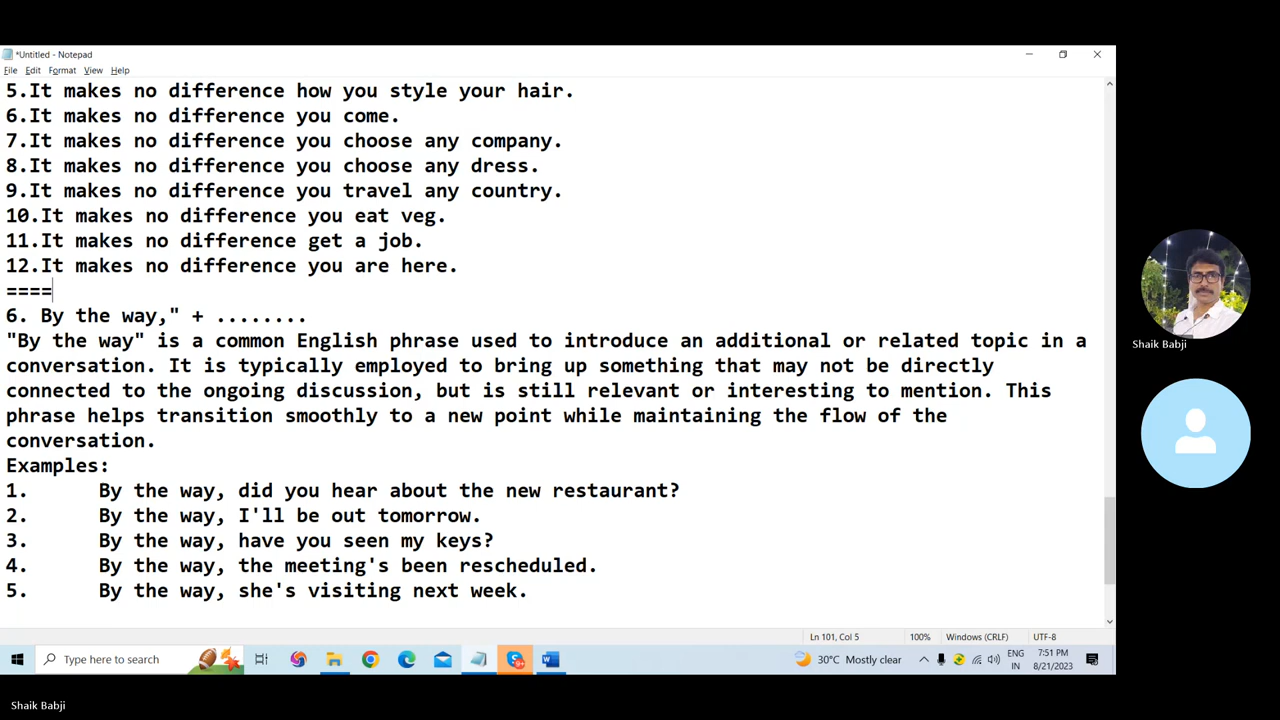 *Untitled - Notepad
File Edit Format View Help
5.It makes no difference how you style your hair.
6.It makes no difference you come.
7.It makes no difference you choose any company.
8.It makes no difference you choose any dress.
9.It makes no difference you travel any country.
10.It makes no difference you eat veg.
11.It makes no difference get a job.
12.It makes no difference you are here.
====
6. By the way," + ........
"By the way" is a common English phrase used to introduce an additional or related topic in a
conversation. It is typically employed to bring up something that may not be directly
connected to the ongoing discussion, but is still relevant or interesting to mention. This
phrase helps transition smoothly to a new point while maintaining the flow of the
conversation.
Examples:
1. By the way, did you hear about the new restaurant?
2. By the way, I'll be out tomorrow.
3. By the way, have you seen my keys?
4. By the way, the meeting's been rescheduled.
5. By the way, she's visiting next week.
Ln 101, Col 5 100% Windows (CRLF) UTF-8
Type here to search
30°C Mostly clear
ENG
IN
7:51 PM
8/21/2023
Shaik Babji
Shaik Babji